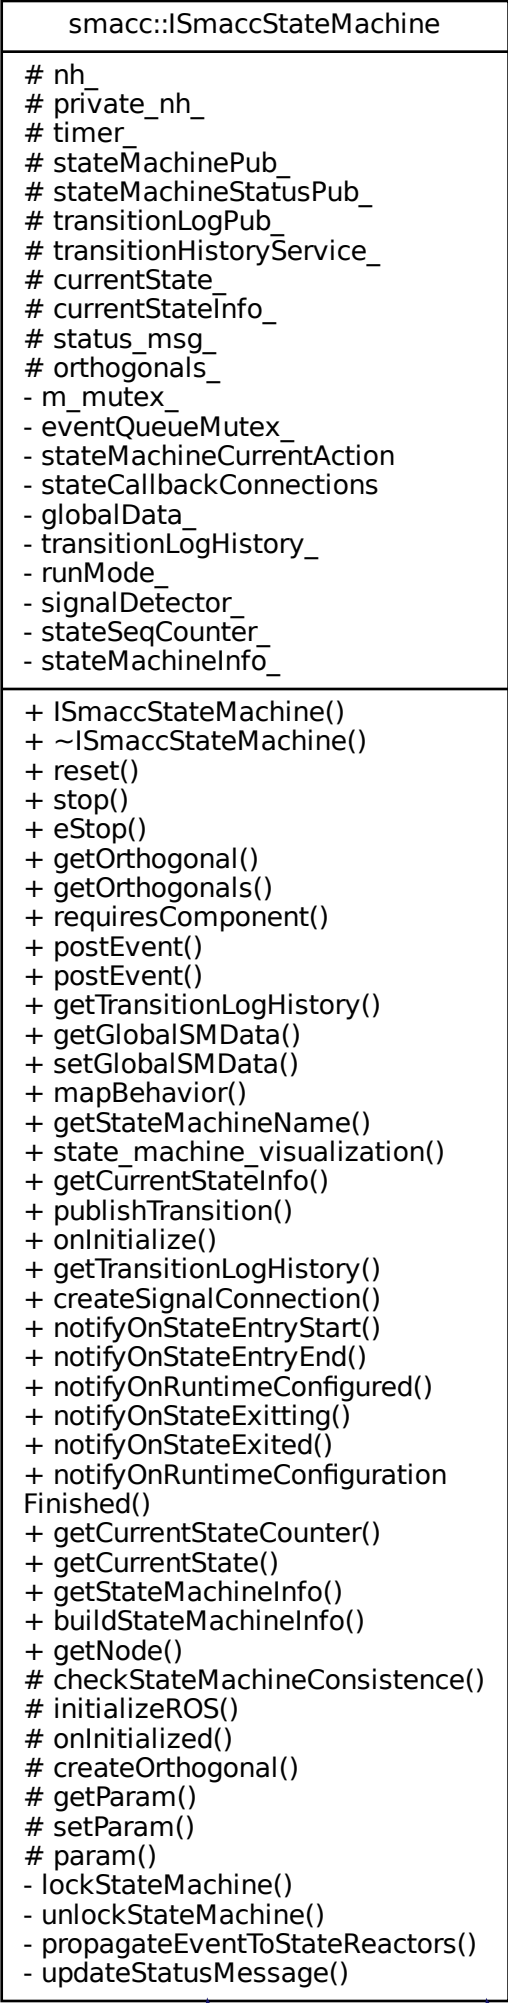 smacc::ISmaccStateMachine
# nh_
# private_nh_
# timer_
# stateMachinePub_
# stateMachineStatusPub_
# transitionLogPub_
# transitionHistoryService_
# currentState_
# currentStateInfo_
# status_msg_
# orthogonals_
- m_mutex_
- eventQueueMutex_
- stateMachineCurrentAction
- stateCallbackConnections
- globalData_
- transitionLogHistory_
- runMode_
- signalDetector_
- stateSeqCounter_
- stateMachineInfo_
+ ISmaccStateMachine()
+ ~ISmaccStateMachine()
+ reset()
+ stop()
+ eStop()
+ getOrthogonal()
+ getOrthogonals()
+ requiresComponent()
+ postEvent()
+ postEvent()
+ getTransitionLogHistory()
+ getGlobalSMData()
+ setGlobalSMData()
+ mapBehavior()
+ getStateMachineName()
+ state_machine_visualization()
+ getCurrentStateInfo()
+ publishTransition()
+ onInitialize()
+ getTransitionLogHistory()
+ createSignalConnection()
+ notifyOnStateEntryStart()
+ notifyOnStateEntryEnd()
+ notifyOnRuntimeConfigured()
+ notifyOnStateExitting()
+ notifyOnStateExited()
+ notifyOnRuntimeConfiguration
Finished()
+ getCurrentStateCounter()
+ getCurrentState()
+ getStateMachineInfo()
+ buildStateMachineInfo()
+ getNode()
# checkStateMachineConsistence()
# initializeROS()
# onInitialized()
# createOrthogonal()
# getParam()
# setParam()
# param()
- lockStateMachine()
- unlockStateMachine()
- propagateEventToStateReactors()
- updateStatusMessage()